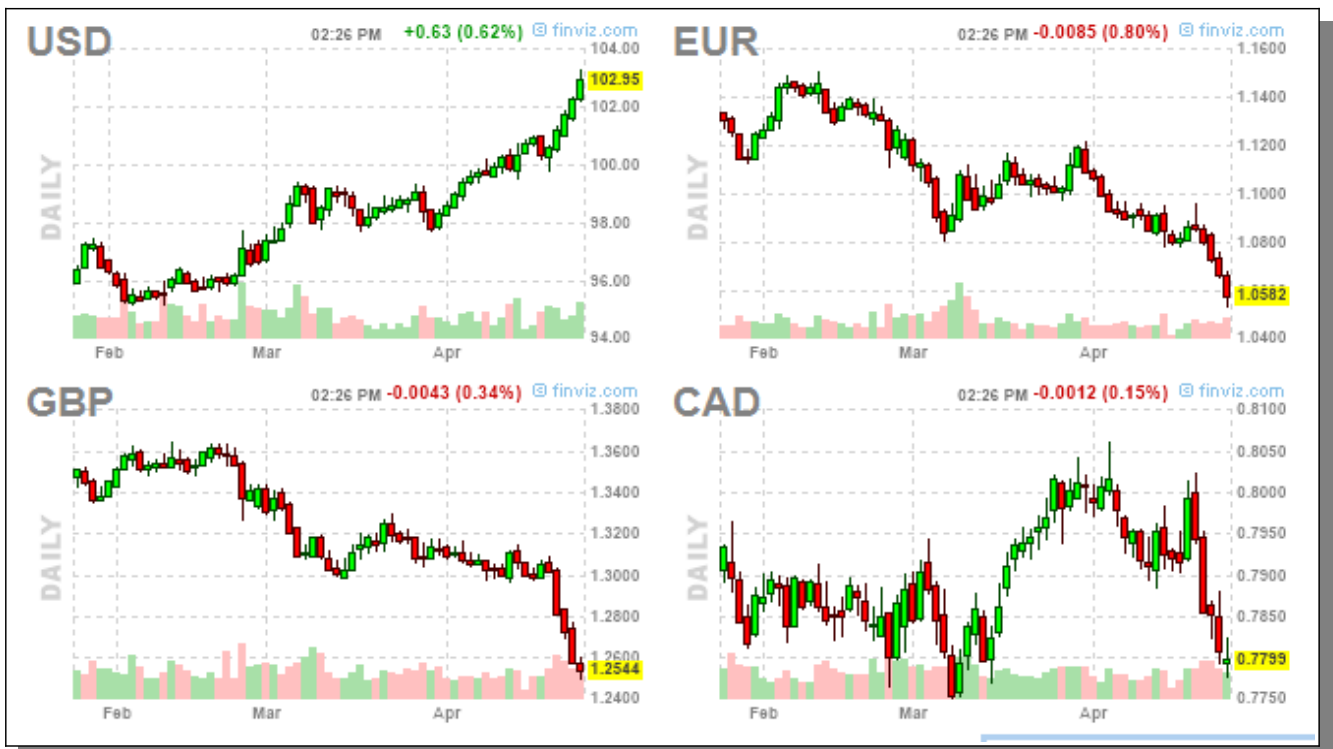 USD 02:26 PM +0.63 (0.62%) © finviz.com
104.00
102.95
102.00
100.00
98.00
96.00
94.00
DAILY
Feb Mar Apr
EUR 02:26 PM -0.0085 (0.80%) © finviz.com
1.1600
1.1400
1.1200
1.1000
1.0800
1.0582
1.0400
DAILY
Feb Mar Apr
GBP 02:26 PM -0.0043 (0.34%) © finviz.com
1.3800
1.3600
1.3400
1.3200
1.3000
1.2800
1.2600
1.2544
1.2400
DAILY
Feb Mar Apr
CAD 02:26 PM -0.0012 (0.15%) © finviz.com
0.8100
0.8050
0.8000
0.7950
0.7900
0.7850
0.7799
0.7750
DAILY
Feb Mar Apr